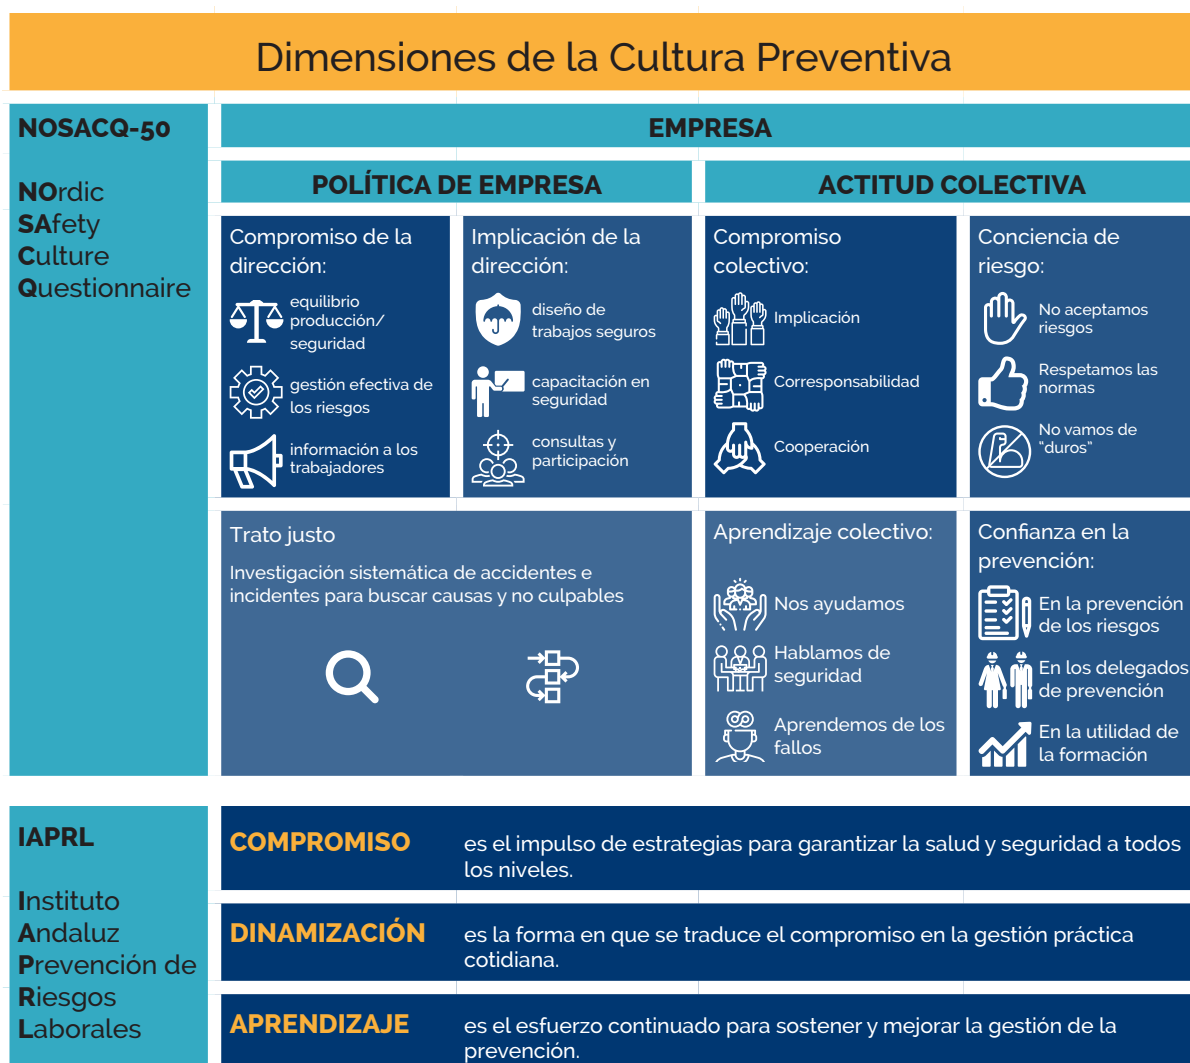 Dimensiones de la Cultura Preventiva
NOSACQ-50
NOrdic
SAfety
Culture
Questionnaire
EMPRESA
POLÍTICA DE EMPRESA
ACTITUD COLECTIVA
Compromiso de la
dirección:
equilibrio
producción/
seguridad
gestión efectiva de
los riesgos
información a los
trabajadores
Implicación de la
dirección:
diseño de
trabajos seguros
capacitación en
seguridad
consultas y
participación
Compromiso
colectivo:
Implicación
Corresponsabilidad
Cooperación
Conciencia de
riesgo:
No aceptamos
riesgos
Respetamos las
normas
No vamos de
“duros”
Trato justo
Investigación sistemática de accidentes e
incidentes para buscar causas y no culpables
Aprendizaje colectivo:
Nos ayudamos
Hablamos de
seguridad
Aprendemos de los
fallos
Confianza en la
prevención:
En la prevención
de los riesgos
En los delegados
de prevención
En la utilidad de
la formación
IAPRL
Instituto
Andaluz
Prevención de
Riesgos
Laborales
COMPROMISO
es el impulso de estrategias para garantizar la salud y seguridad a todos
los niveles.
DINAMIZACIÓN
es la forma en que se traduce el compromiso en la gestión práctica
cotidiana.
APRENDIZAJE
es el esfuerzo continuado para sostener y mejorar la gestión de la
prevención.